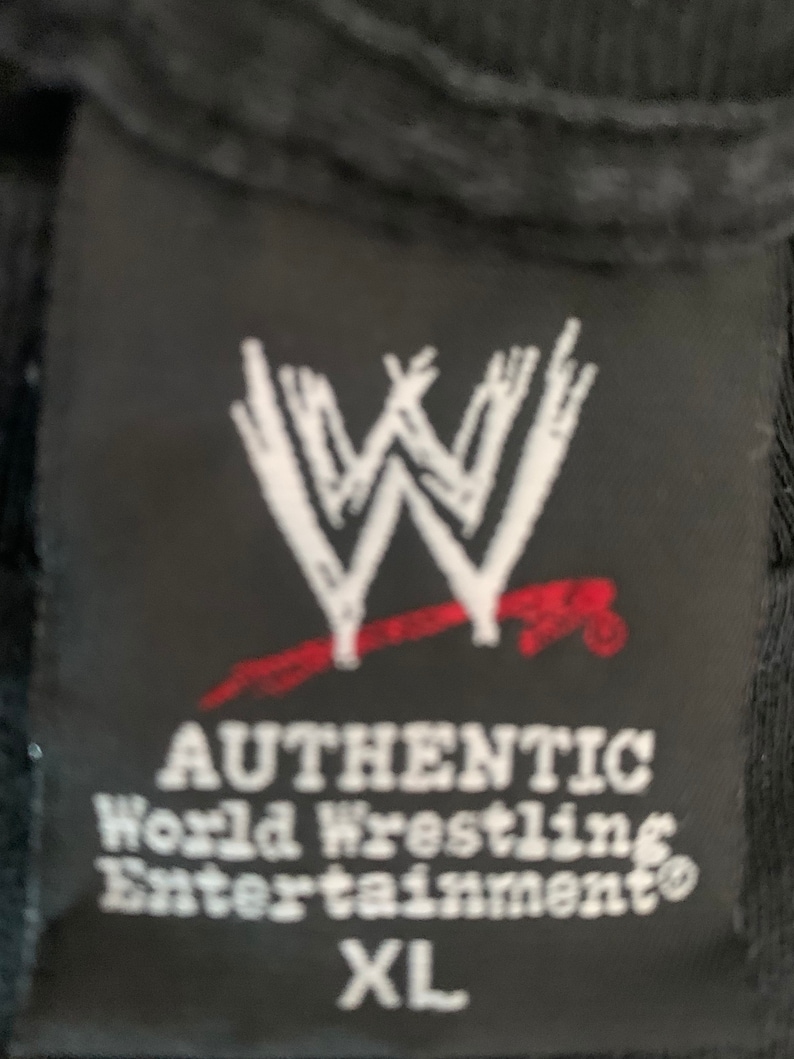 W
AUTHENTIC
World Wrestling
Entertainment©
XL